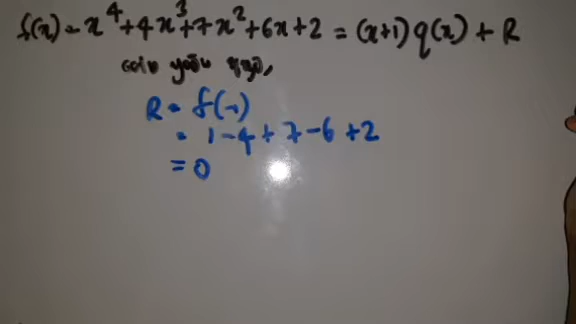 f(x) = x⁴+4x³+7x²+6x+2 = (x+1) q(x) + R
R = f(-1)
= 1-4+7-6+2
= 0